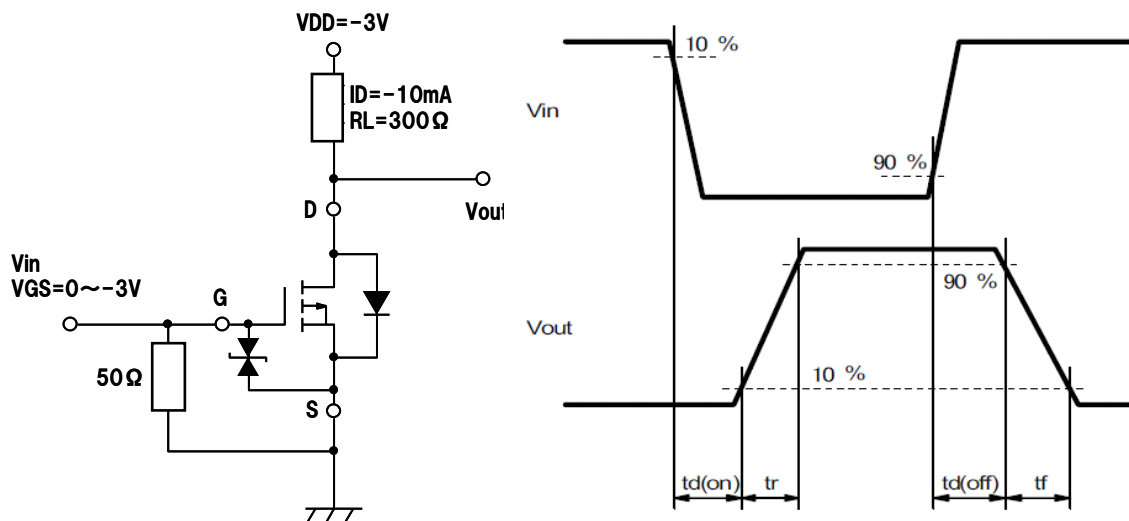 VDD=-3V
ID=-10mA
RL=300Ω
D
Vout
Vin
VGS=0～-3V
G
50Ω
S
10 %
Vin
90 %
90 %
Vout
10 %
td(on)
tr
td(off)
tf